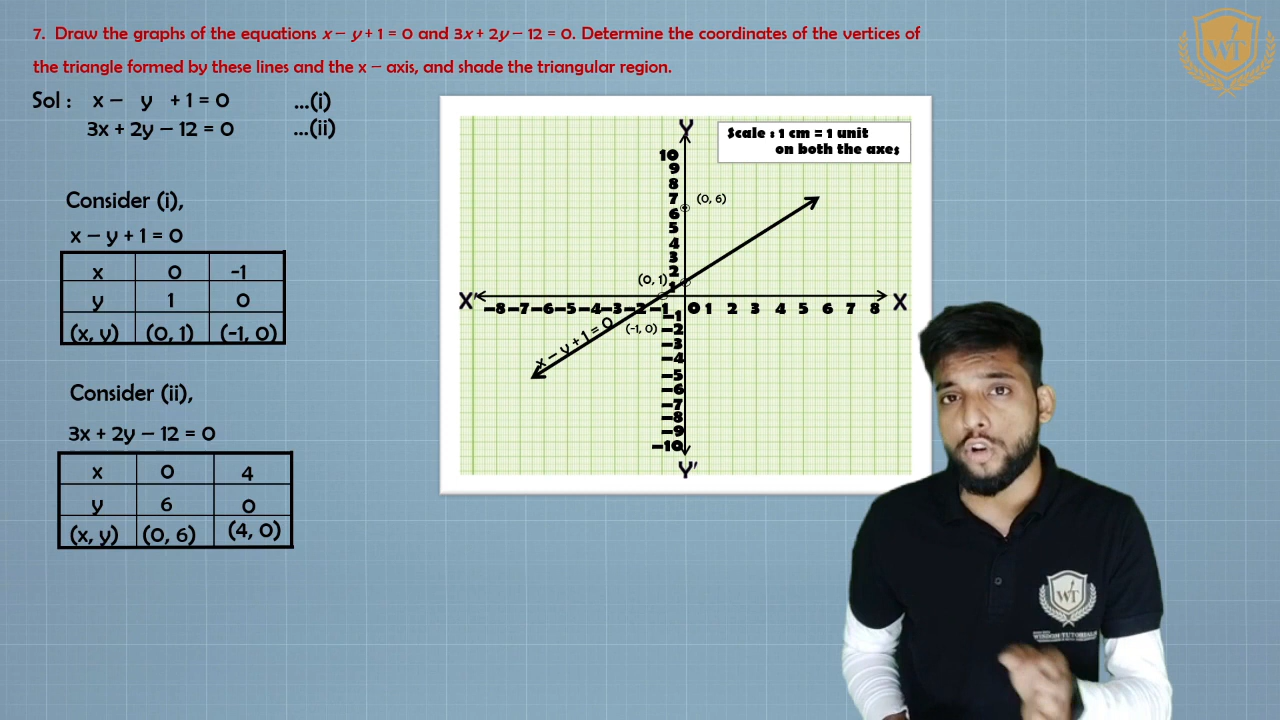 7. Draw the graphs of the equations x – y + 1 = 0 and 3x + 2y – 12 = 0. Determine the coordinates of the vertices of
the triangle formed by these lines and the x – axis, and shade the triangular region.
Sol : x – y + 1 = 0 ...(i)
3x + 2y – 12 = 0 ...(ii)
Consider (i),
x – y + 1 = 0
x 0 -1
y 1 0
(x, y) (0, 1) (-1, 0)
Consider (ii),
3x + 2y – 12 = 0
x 0 4
y 6 0
(x, y) (0, 6) (4, 0)
Scale : 1 cm = 1 unit
on both the axes
Y
10
9
8
7
(0, 6)
6
5
4
3
2
(0, 1)
1
X' X
–8 –7 –6 –5 –4 –3 –2 –1 0 1 2 3 4 5 6 7 8
–1
x – y + 1 = 0
(-1, 0)
–2
–3
–4
–5
–6
–7
–8
–9
–10
Y'
WT
WT
WISDOM TUTORIALS